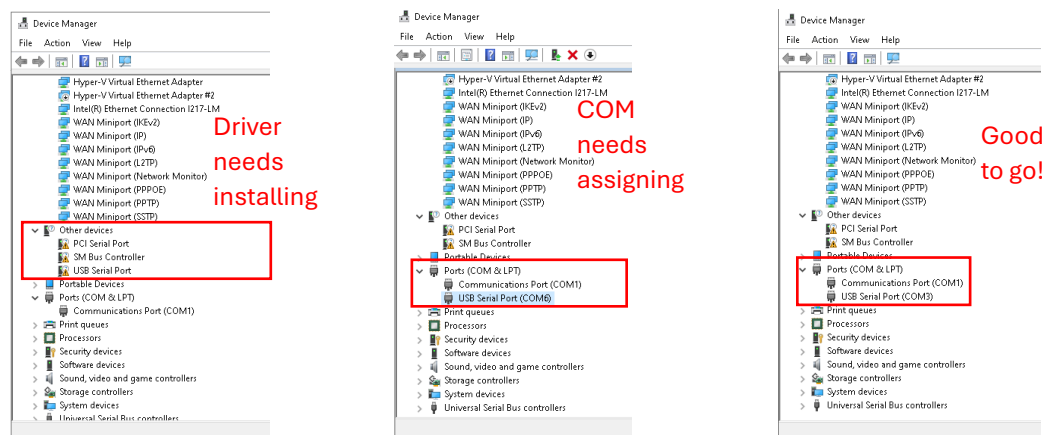 Device Manager
File Action View Help
Hyper-V Virtual Ethernet Adapter
Hyper-V Virtual Ethernet Adapter #2
Intel(R) Ethernet Connection I217-LM
WAN Miniport (IKEv2)
WAN Miniport (IP)
WAN Miniport (IPv6)
WAN Miniport (L2TP)
WAN Miniport (Network Monitor)
WAN Miniport (PPPOE)
WAN Miniport (PPTP)
WAN Miniport (SSTP)
Other devices
PCI Serial Port
SM Bus Controller
USB Serial Port
Portable Devices
Ports (COM & LPT)
Communications Port (COM1)
Print queues
Processors
Security devices
Software devices
Sound, video and game controllers
Storage controllers
System devices
Universal Serial Bus controllers
Driver
needs
installing
Device Manager
File Action View Help
Hyper-V Virtual Ethernet Adapter #2
Intel(R) Ethernet Connection I217-LM
WAN Miniport (IKEv2)
WAN Miniport (IP)
WAN Miniport (IPv6)
WAN Miniport (L2TP)
WAN Miniport (Network Monitor)
WAN Miniport (PPPOE)
WAN Miniport (PPTP)
WAN Miniport (SSTP)
Other devices
PCI Serial Port
SM Bus Controller
Portable Devices
Ports (COM & LPT)
Communications Port (COM1)
USB Serial Port (COM6)
Print queues
Processors
Security devices
Software devices
Sound, video and game controllers
Storage controllers
System devices
Universal Serial Bus controllers
COM
needs
assigning
Device Manager
File Action View Help
Hyper-V Virtual Ethernet Adapter #2
Intel(R) Ethernet Connection I217-LM
WAN Miniport (IKEv2)
WAN Miniport (IP)
WAN Miniport (IPv6)
WAN Miniport (L2TP)
WAN Miniport (Network Monitor)
WAN Miniport (PPPOE)
WAN Miniport (PPTP)
WAN Miniport (SSTP)
Other devices
PCI Serial Port
SM Bus Controller
Portable Devices
Ports (COM & LPT)
Communications Port (COM1)
USB Serial Port (COM3)
Print queues
Processors
Security devices
Software devices
Sound, video and game controllers
Storage controllers
System devices
Universal Serial Bus controllers
Good
to go!